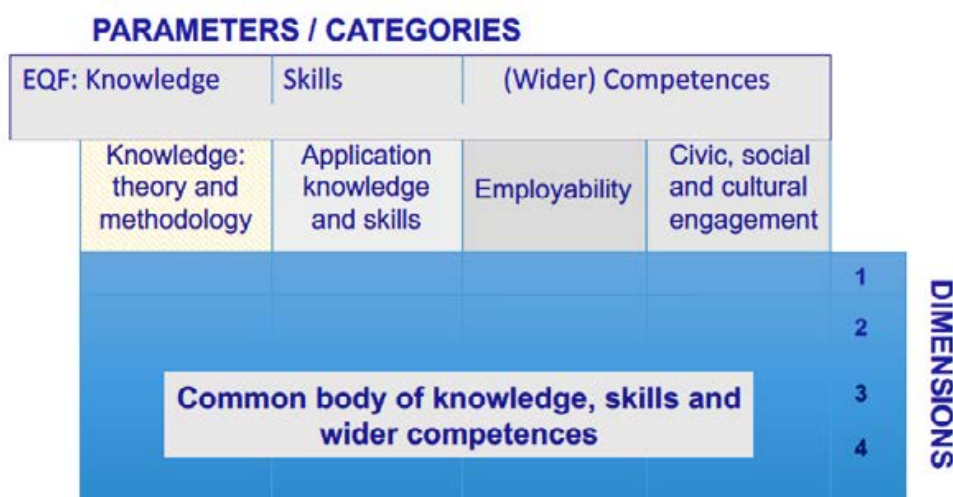 PARAMETERS / CATEGORIES
EQF: Knowledge Skills (Wider) Competences
Knowledge:
theory and
methodology
Application
knowledge
and skills
Employability
Civic, social
and cultural
engagement
1
2
3
4
DIMENSIONS
Common body of knowledge, skills and
wider competences